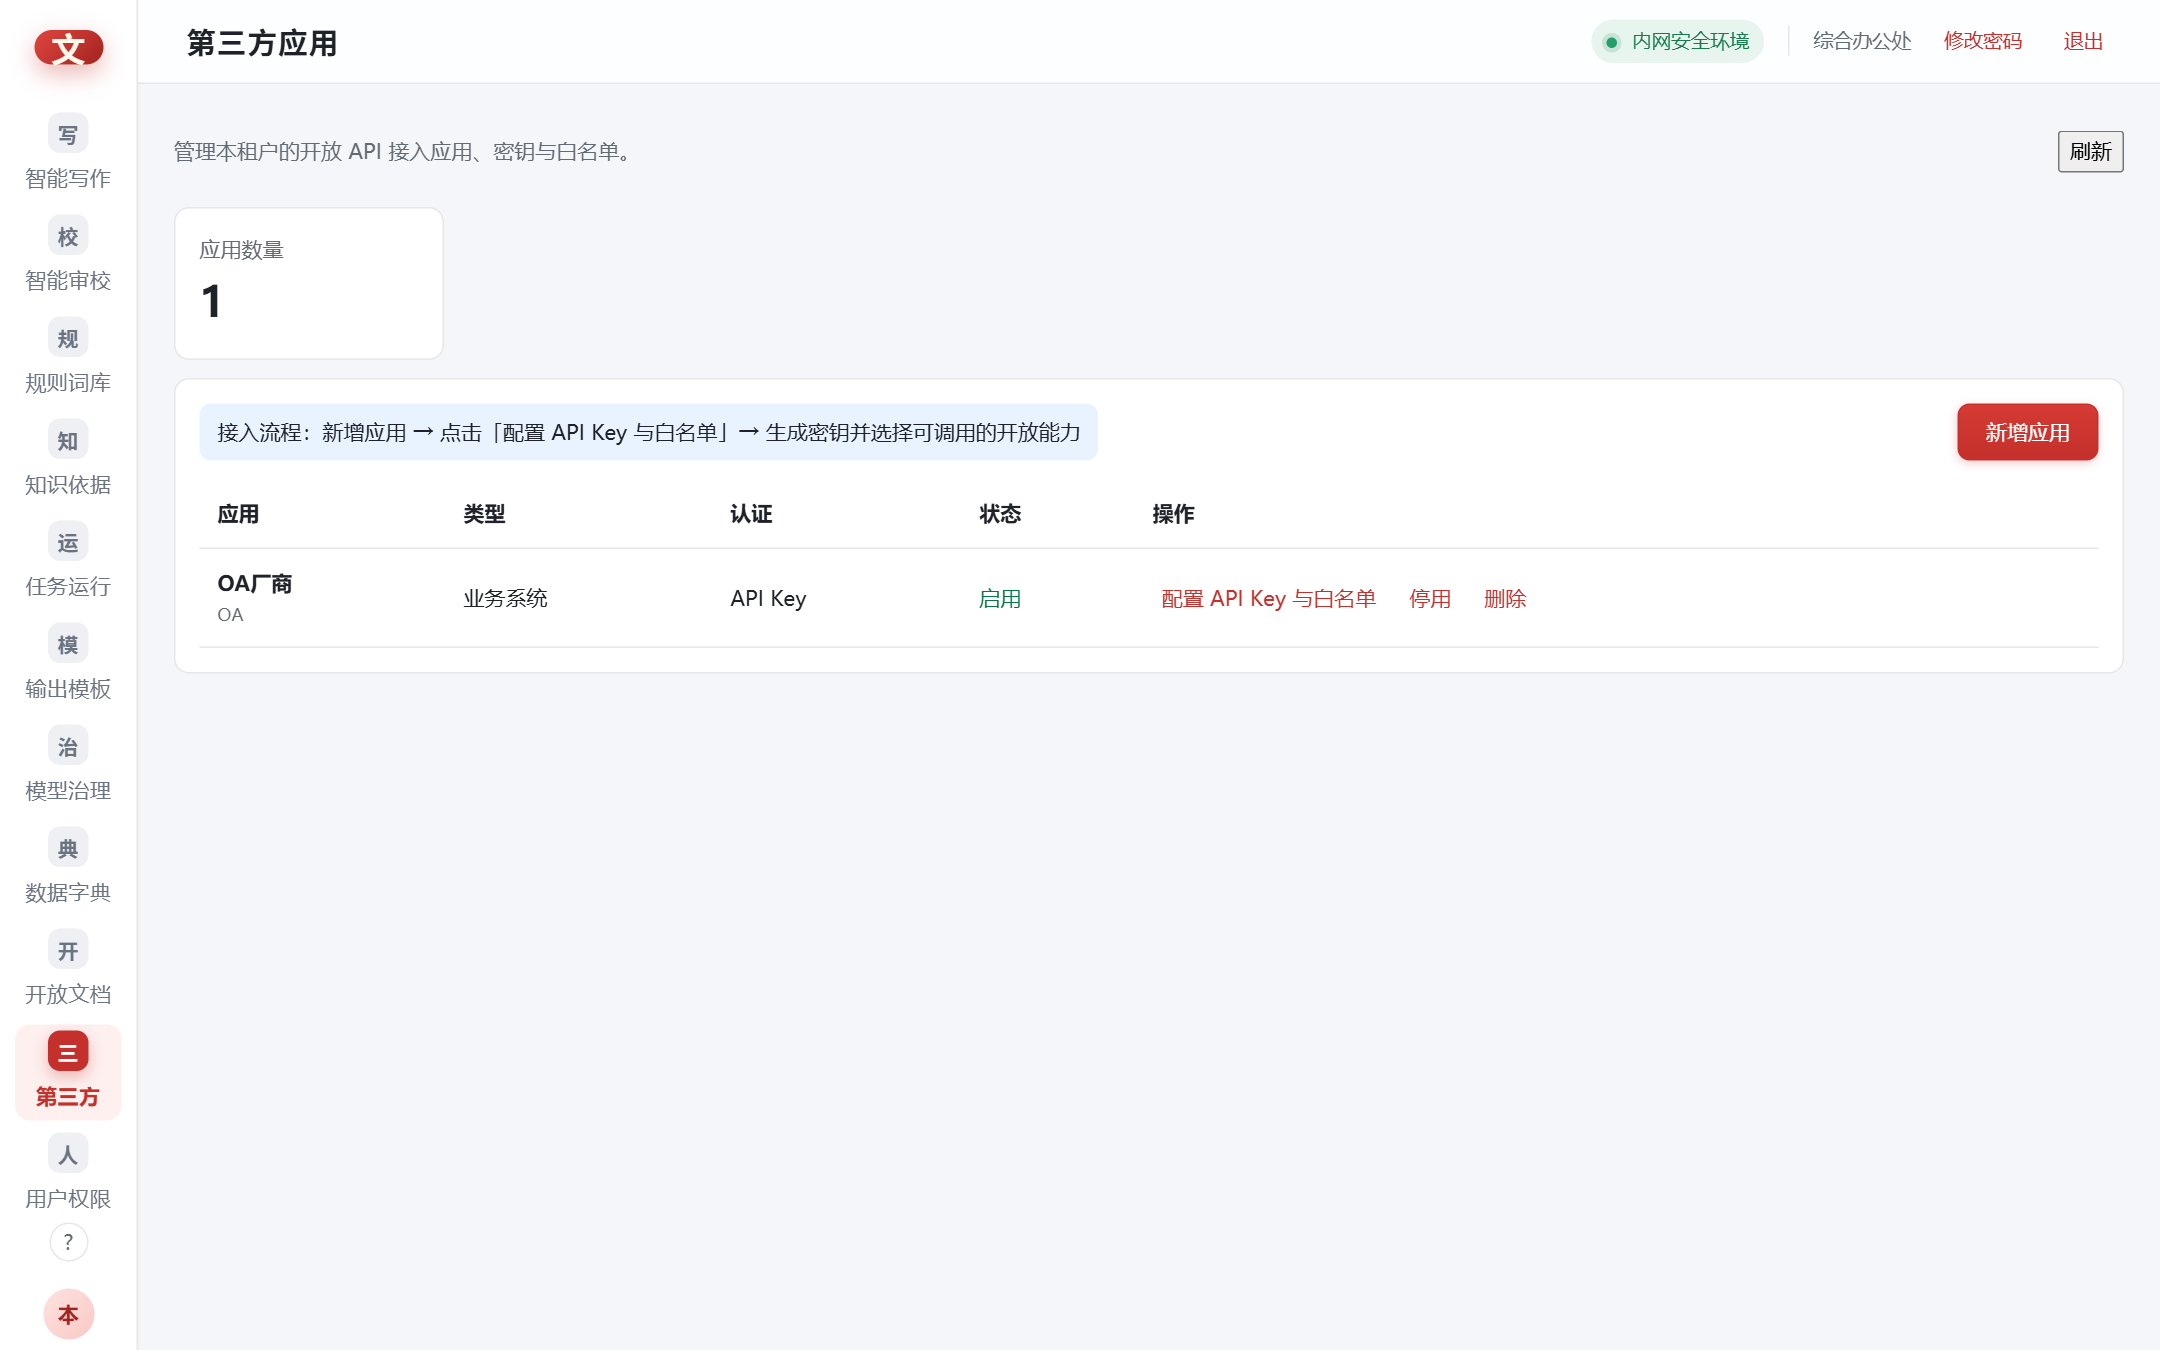 文
写
智能写作
校
智能审校
规
规则词库
知
知识依据
运
任务运行
模
输出模板
治
模型治理
典
数据字典
开
开放文档
三
第三方
人
用户权限
?
本
第三方应用
内网安全环境
综合办公处
修改密码
退出
管理本租户的开放 API 接入应用、密钥与白名单。
刷新
应用数量
1
接入流程：新增应用 → 点击「配置 API Key 与白名单」→ 生成密钥并选择可调用的开放能力
新增应用
应用 类型 认证 状态 操作
OA厂商
OA
业务系统 API Key 启用 配置 API Key 与白名单 停用 删除